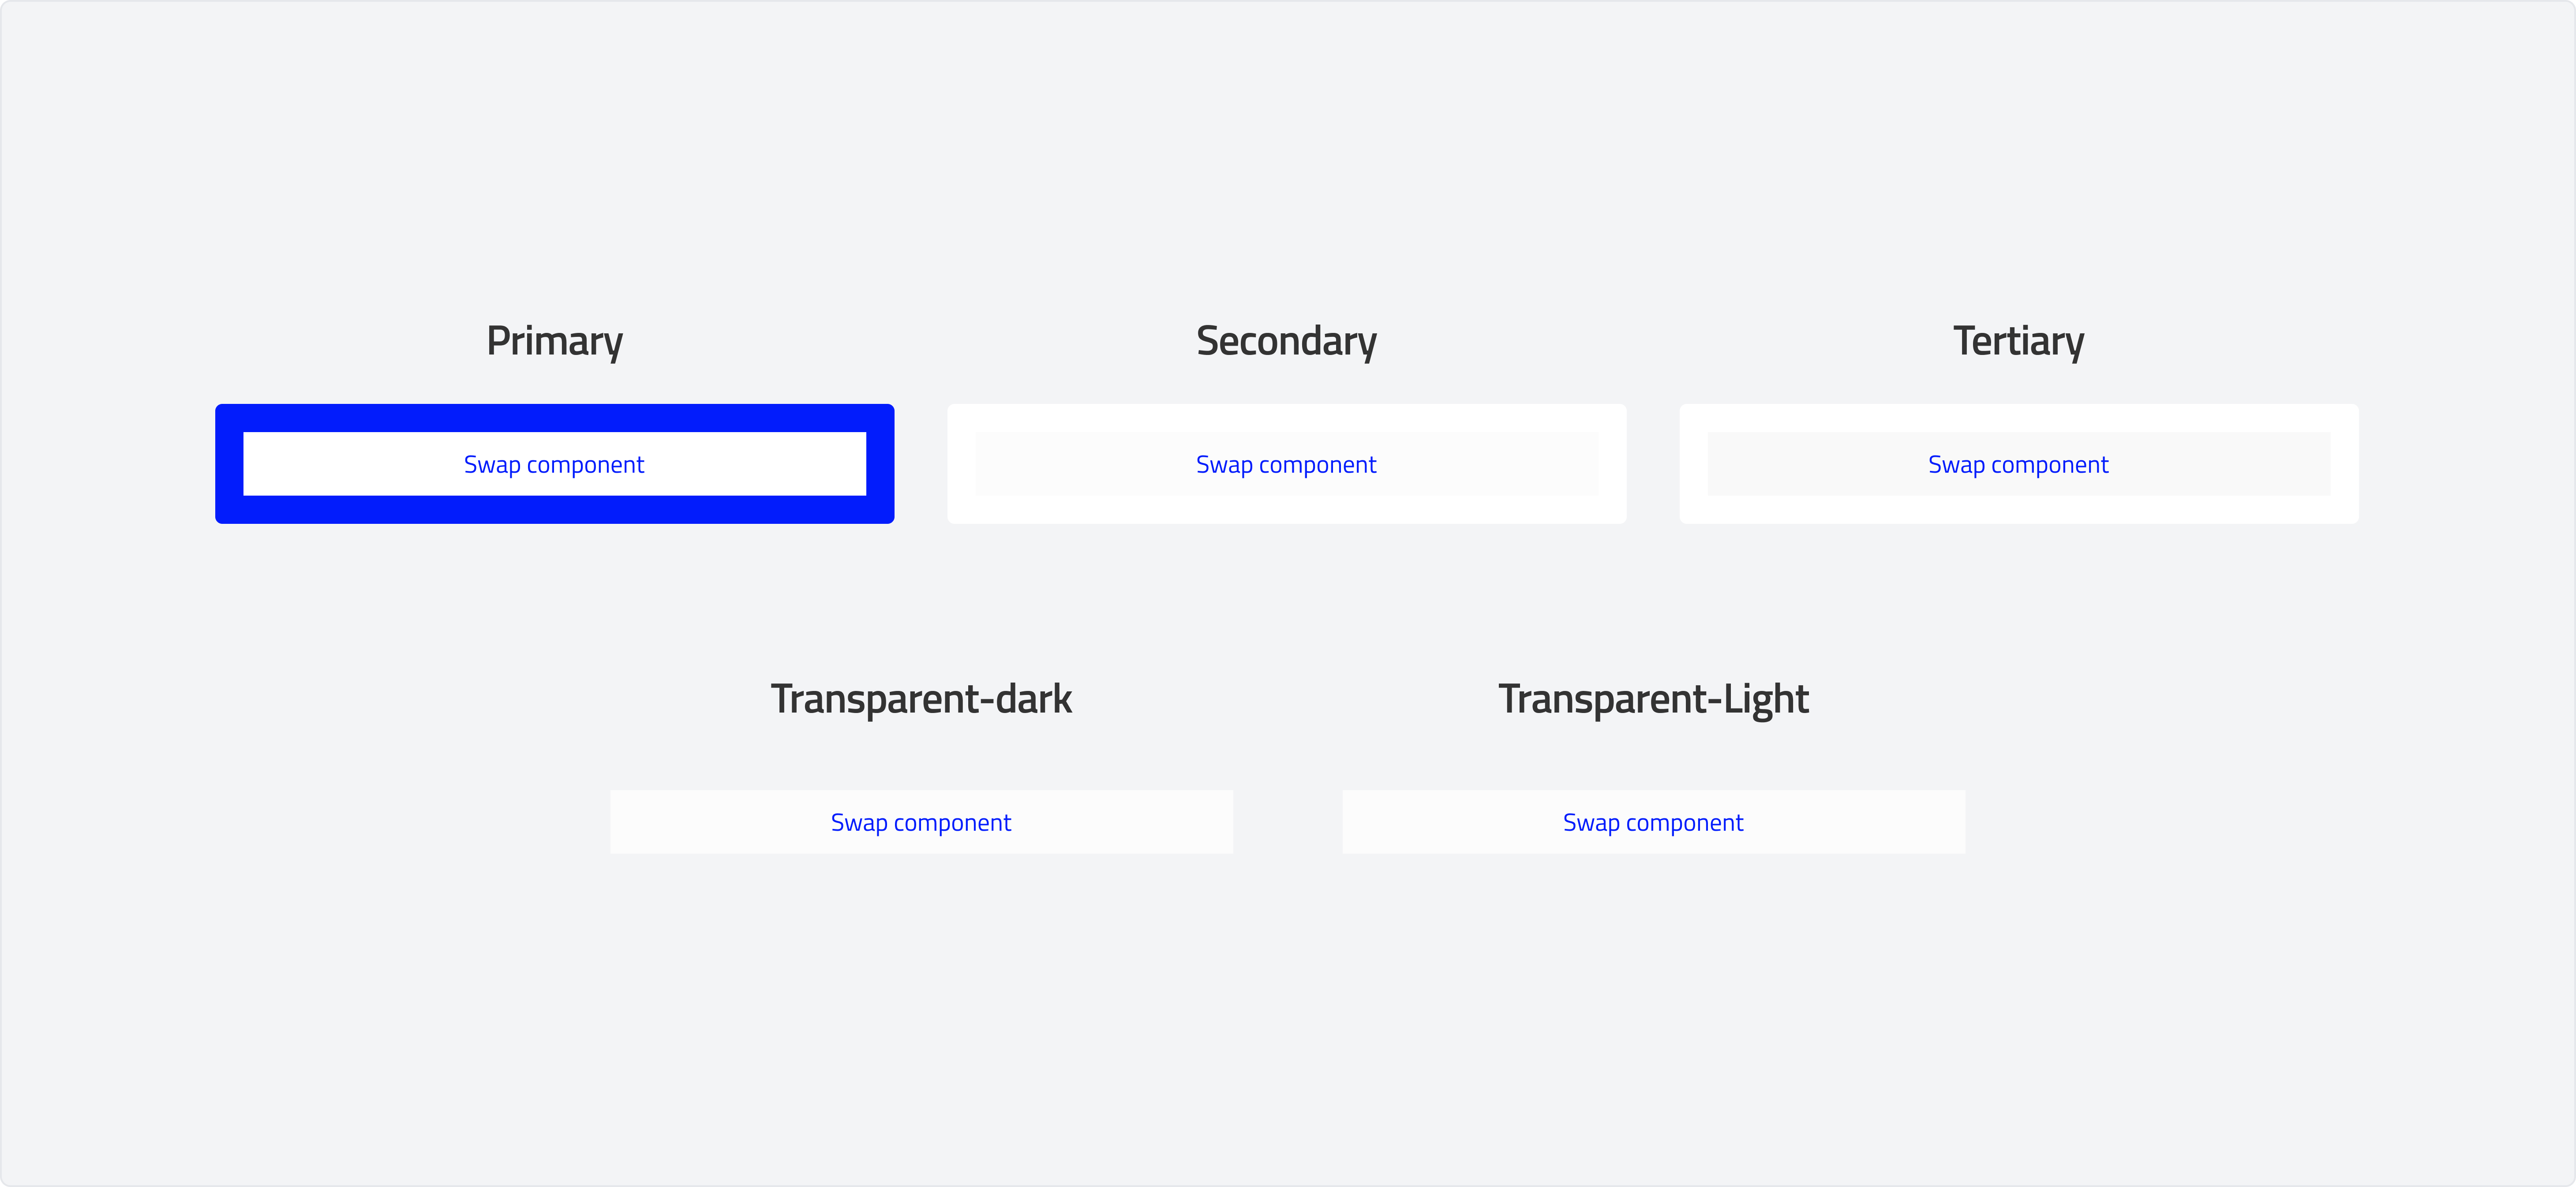 Primary
Secondary
Tertiary
Swap component
Swap component
Swap component
Transparent-dark
Transparent-Light
Swap component
Swap component